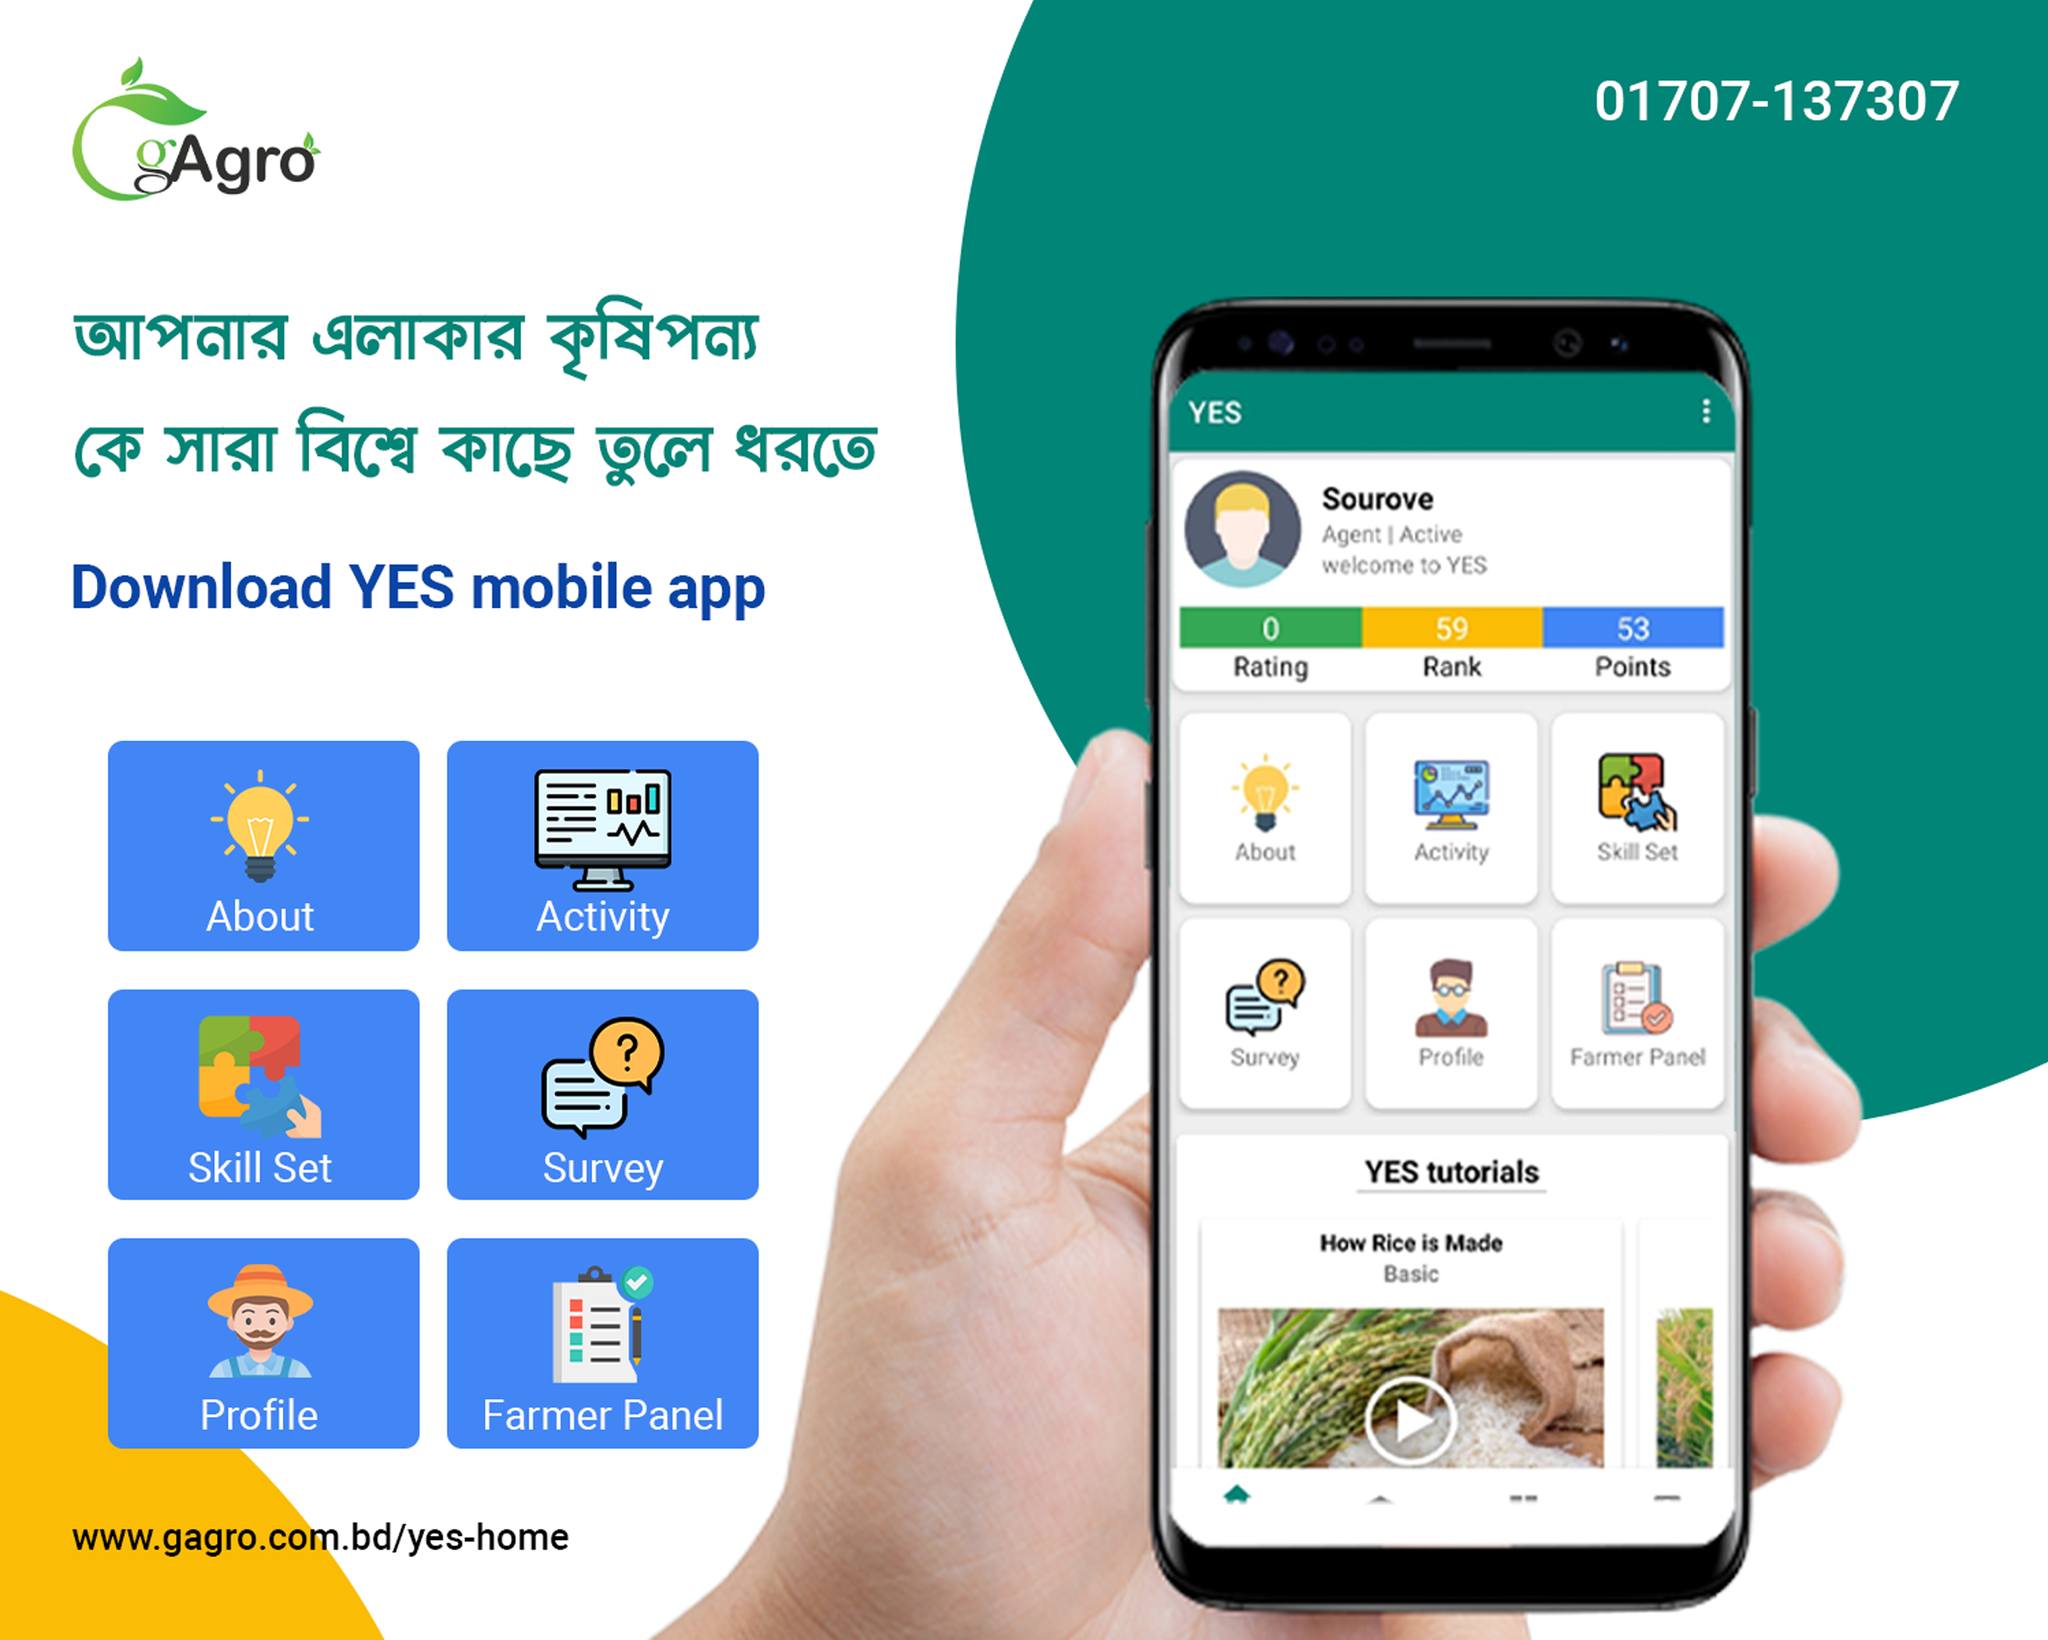 gAgro
01707-137307
আপনার এলাকার কৃষিপন্য
কে সারা বিশ্বে কাছে তুলে ধরতে
Download YES mobile app
About
Activity
Skill Set
Survey
Profile
Farmer Panel
www.gagro.com.bd/yes-home
YES
Sourove
Agent | Active
welcome to YES
0 59 53
Rating Rank Points
About Activity Skill Set
Survey Profile Farmer Panel
YES tutorials
How Rice is Made
Basic